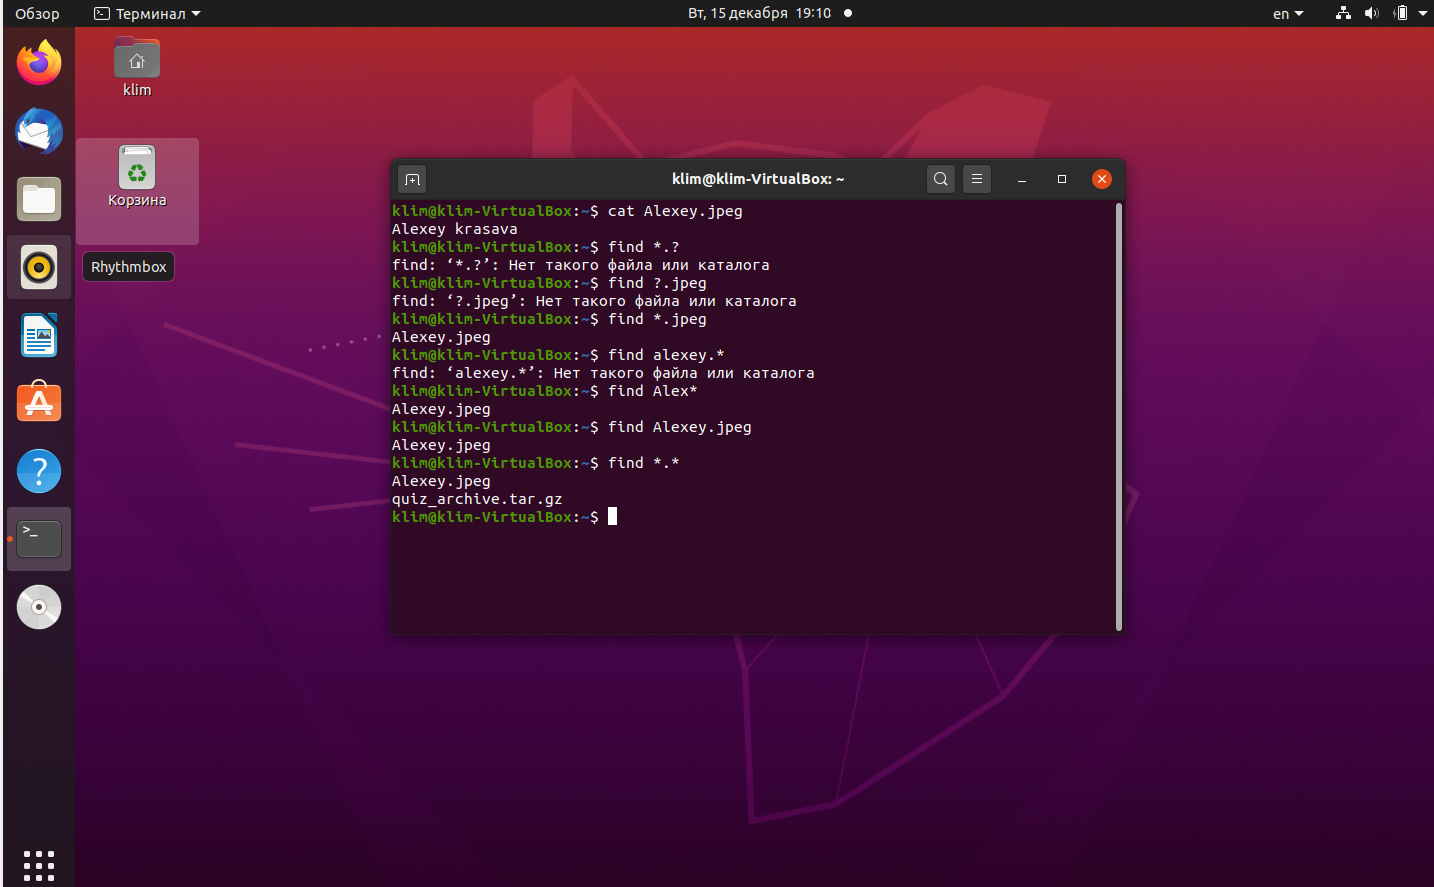 Обзор
Терминал
Вт, 15 декабря 19:10
en
klim
Корзина
Rhythmbox
klim@klim-VirtualBox: ~
klim@klim-VirtualBox:~$ cat Alexey.jpeg
Alexey krasava
klim@klim-VirtualBox:~$ find *.?
find: ‘*.?’: Нет такого файла или каталога
klim@klim-VirtualBox:~$ find ?.jpeg
find: ‘?.jpeg’: Нет такого файла или каталога
klim@klim-VirtualBox:~$ find *.jpeg
Alexey.jpeg
klim@klim-VirtualBox:~$ find alexey.*
find: ‘alexey.*’: Нет такого файла или каталога
klim@klim-VirtualBox:~$ find Alex*
Alexey.jpeg
klim@klim-VirtualBox:~$ find Alexey.jpeg
Alexey.jpeg
klim@klim-VirtualBox:~$ find *.*
Alexey.jpeg
quiz_archive.tar.gz
klim@klim-VirtualBox:~$